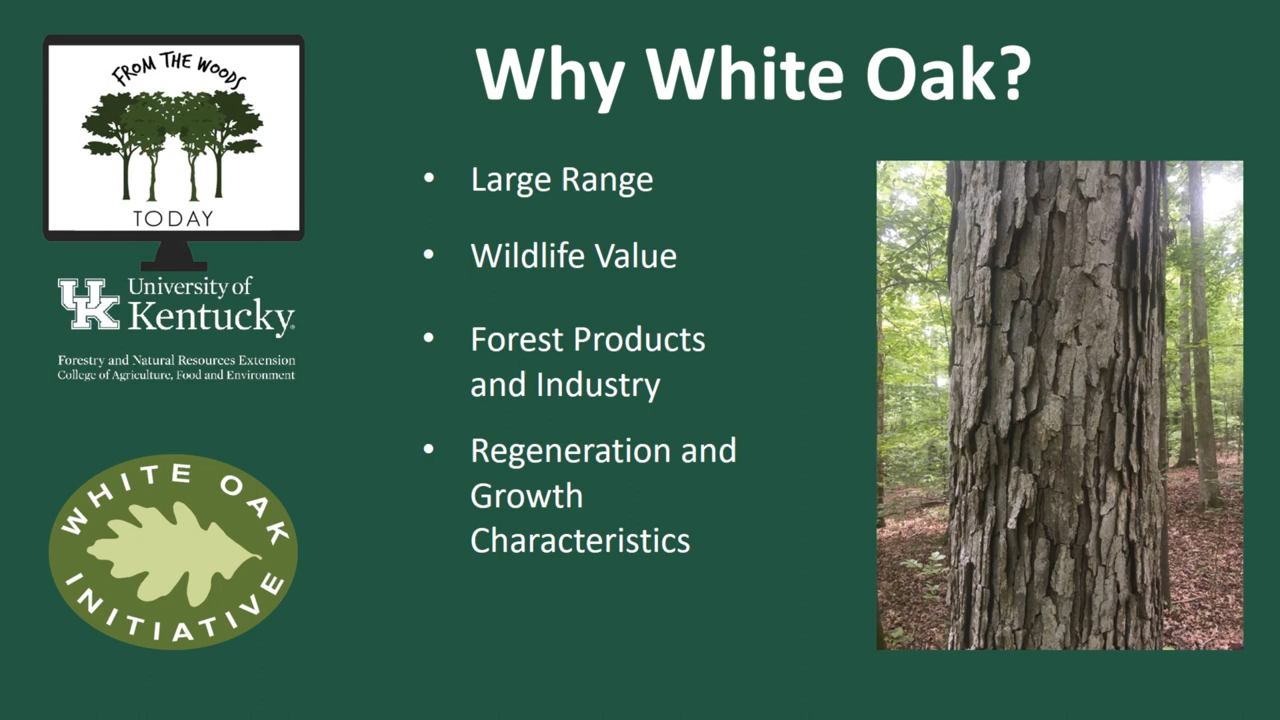 FROM THE WOODS
TODAY
UK
University of
Kentucky.
Forestry and Natural Resources Extension
College of Agriculture, Food and Environment
WHITE OAK
INITIATIVE
Why White Oak?
• Large Range
• Wildlife Value
• Forest Products
and Industry
• Regeneration and
Growth
Characteristics